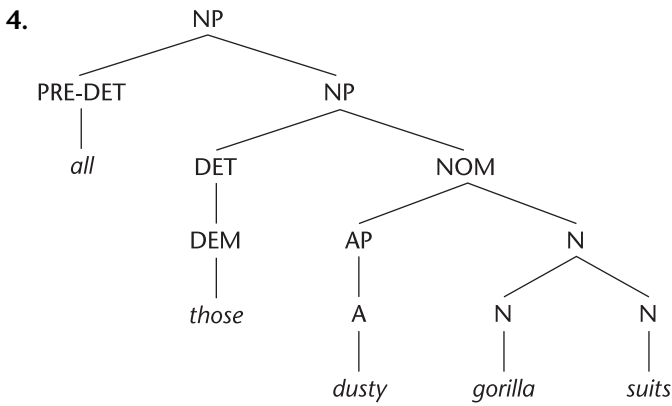 4.
NP
PRE-DET NP
all DET NOM
DEM AP N
those A N N
dusty gorilla suits